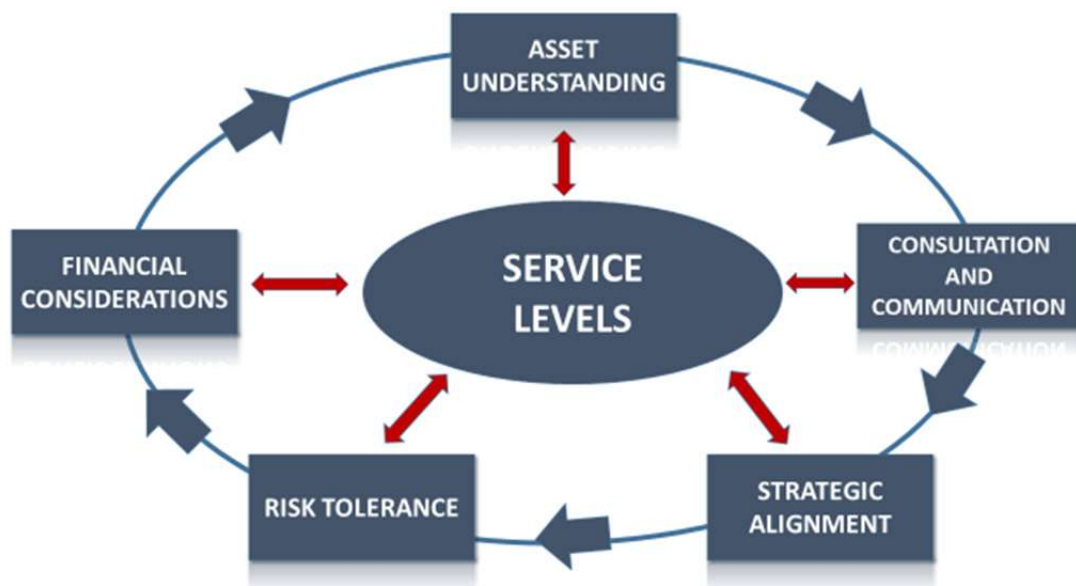 ASSET
UNDERSTANDING
CONSULTATION
AND
COMMUNICATION
STRATEGIC
ALIGNMENT
RISK TOLERANCE
FINANCIAL
CONSIDERATIONS
SERVICE
LEVELS